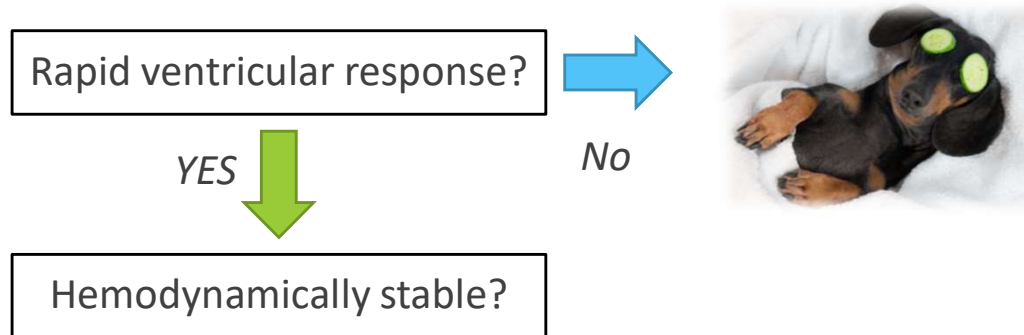 Rapid ventricular response?
YES
No
Hemodynamically stable?